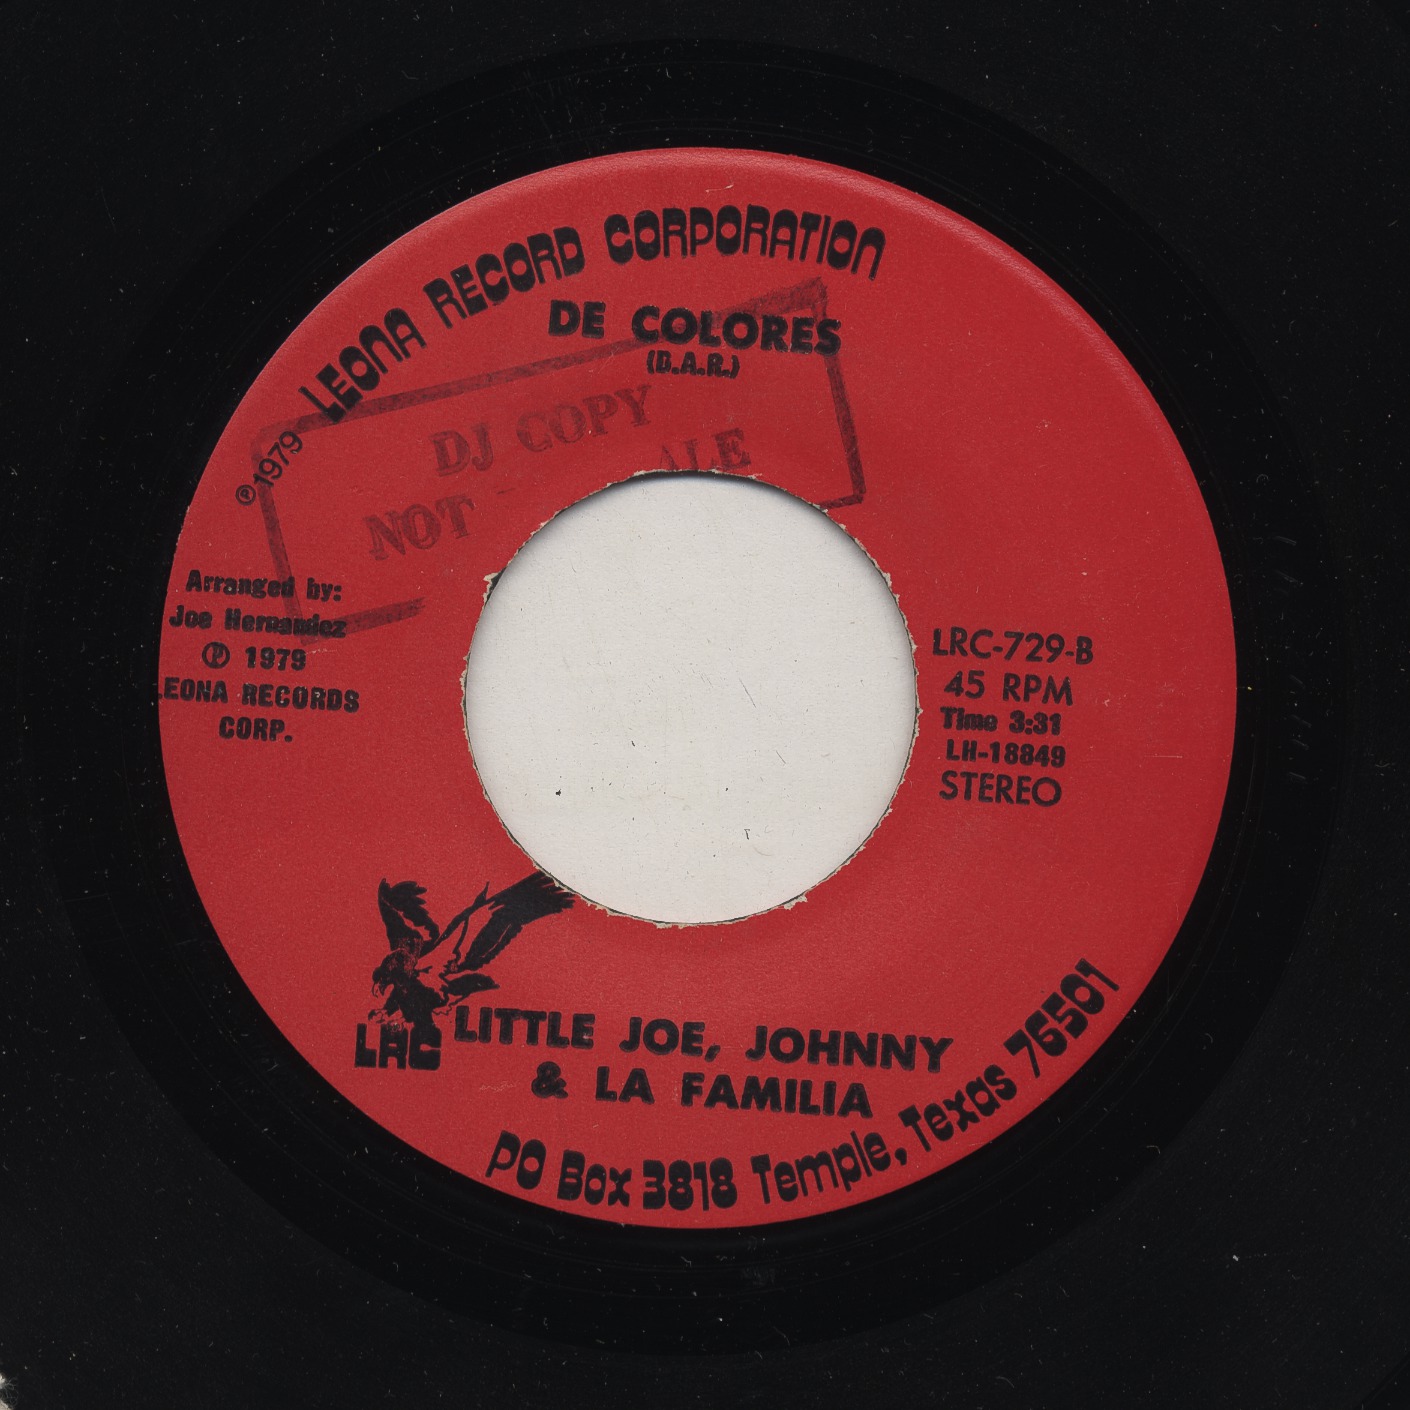 LEONA RECORD CORPORATION
DE COLORES
(D.A.R.)
DJ COPY
NOT ALE
℗ 1979
Arranged by:
Joe Hernandez
℗ 1979
LEONA RECORDS
CORP.
LRC-729-B
45 RPM
Time 3:31
LH-18849
STEREO
LRC
LITTLE JOE, JOHNNY
& LA FAMILIA
PO Box 3818 Temple, Texas 76501